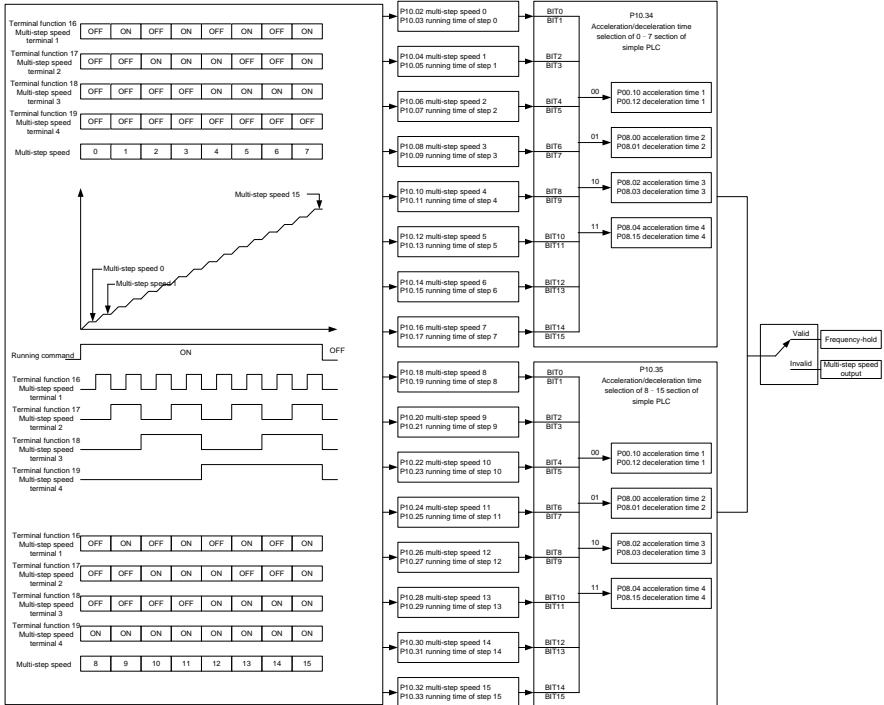 Terminal function 16
Multi-step speed
terminal 1
OFF ON OFF ON OFF ON OFF ON
Terminal function 17
Multi-step speed
terminal 2
OFF OFF ON ON OFF OFF ON ON
Terminal function 18
Multi-step speed
terminal 3
OFF OFF OFF OFF ON ON ON ON
Terminal function 19
Multi-step speed
terminal 4
OFF OFF OFF OFF OFF OFF OFF OFF
Multi-step speed
0 1 2 3 4 5 6 7
Multi-step speed 15
Multi-step speed 0
Multi-step speed 1
Running command
ON
OFF
Terminal function 16
Multi-step speed
terminal 1
Terminal function 17
Multi-step speed
terminal 2
Terminal function 18
Multi-step speed
terminal 3
Terminal function 19
Multi-step speed
terminal 4
Terminal function 16
Multi-step speed
terminal 1
OFF ON OFF ON OFF ON OFF ON
Terminal function 17
Multi-step speed
terminal 2
OFF OFF ON ON OFF OFF ON ON
Terminal function 18
Multi-step speed
terminal 3
OFF OFF OFF OFF ON ON ON ON
Terminal function 19
Multi-step speed
terminal 4
ON ON ON ON ON ON ON ON
Multi-step speed
8 9 10 11 12 13 14 15
P10.02 multi-step speed 0
P10.03 running time of step 0
P10.04 multi-step speed 1
P10.05 running time of step 1
P10.06 multi-step speed 2
P10.07 running time of step 2
P10.08 multi-step speed 3
P10.09 running time of step 3
P10.10 multi-step speed 4
P10.11 running time of step 4
P10.12 multi-step speed 5
P10.13 running time of step 5
P10.14 multi-step speed 6
P10.15 running time of step 6
P10.16 multi-step speed 7
P10.17 running time of step 7
P10.18 multi-step speed 8
P10.19 running time of step 8
P10.20 multi-step speed 9
P10.21 running time of step 9
P10.22 multi-step speed 10
P10.23 running time of step 10
P10.24 multi-step speed 11
P10.25 running time of step 11
P10.26 multi-step speed 12
P10.27 running time of step 12
P10.28 multi-step speed 13
P10.29 running time of step 13
P10.30 multi-step speed 14
P10.31 running time of step 14
P10.32 multi-step speed 15
P10.33 running time of step 15
BIT0
BIT1
BIT2
BIT3
BIT4
BIT5
BIT6
BIT7
BIT8
BIT9
BIT10
BIT11
BIT12
BIT13
BIT14
BIT15
P10.34
Acceleration/deceleration time
selection of 0 - 7 section of
simple PLC
00
P00.10 acceleration time 1
P00.12 deceleration time 1
01
P08.00 acceleration time 2
P08.01 deceleration time 2
10
P08.02 acceleration time 3
P08.03 deceleration time 3
11
P08.04 acceleration time 4
P08.15 deceleration time 4
BIT0
BIT1
BIT2
BIT3
BIT4
BIT5
BIT6
BIT7
BIT8
BIT9
BIT10
BIT11
BIT12
BIT13
BIT14
BIT15
P10.35
Acceleration/deceleration time
selection of 8 - 15 section of
simple PLC
00
P00.10 acceleration time 1
P00.12 deceleration time 1
01
P08.00 acceleration time 2
P08.01 deceleration time 2
10
P08.02 acceleration time 3
P08.03 deceleration time 3
11
P08.04 acceleration time 4
P08.15 deceleration time 4
Valid
Frequency-hold
Invalid
Multi-step speed
output